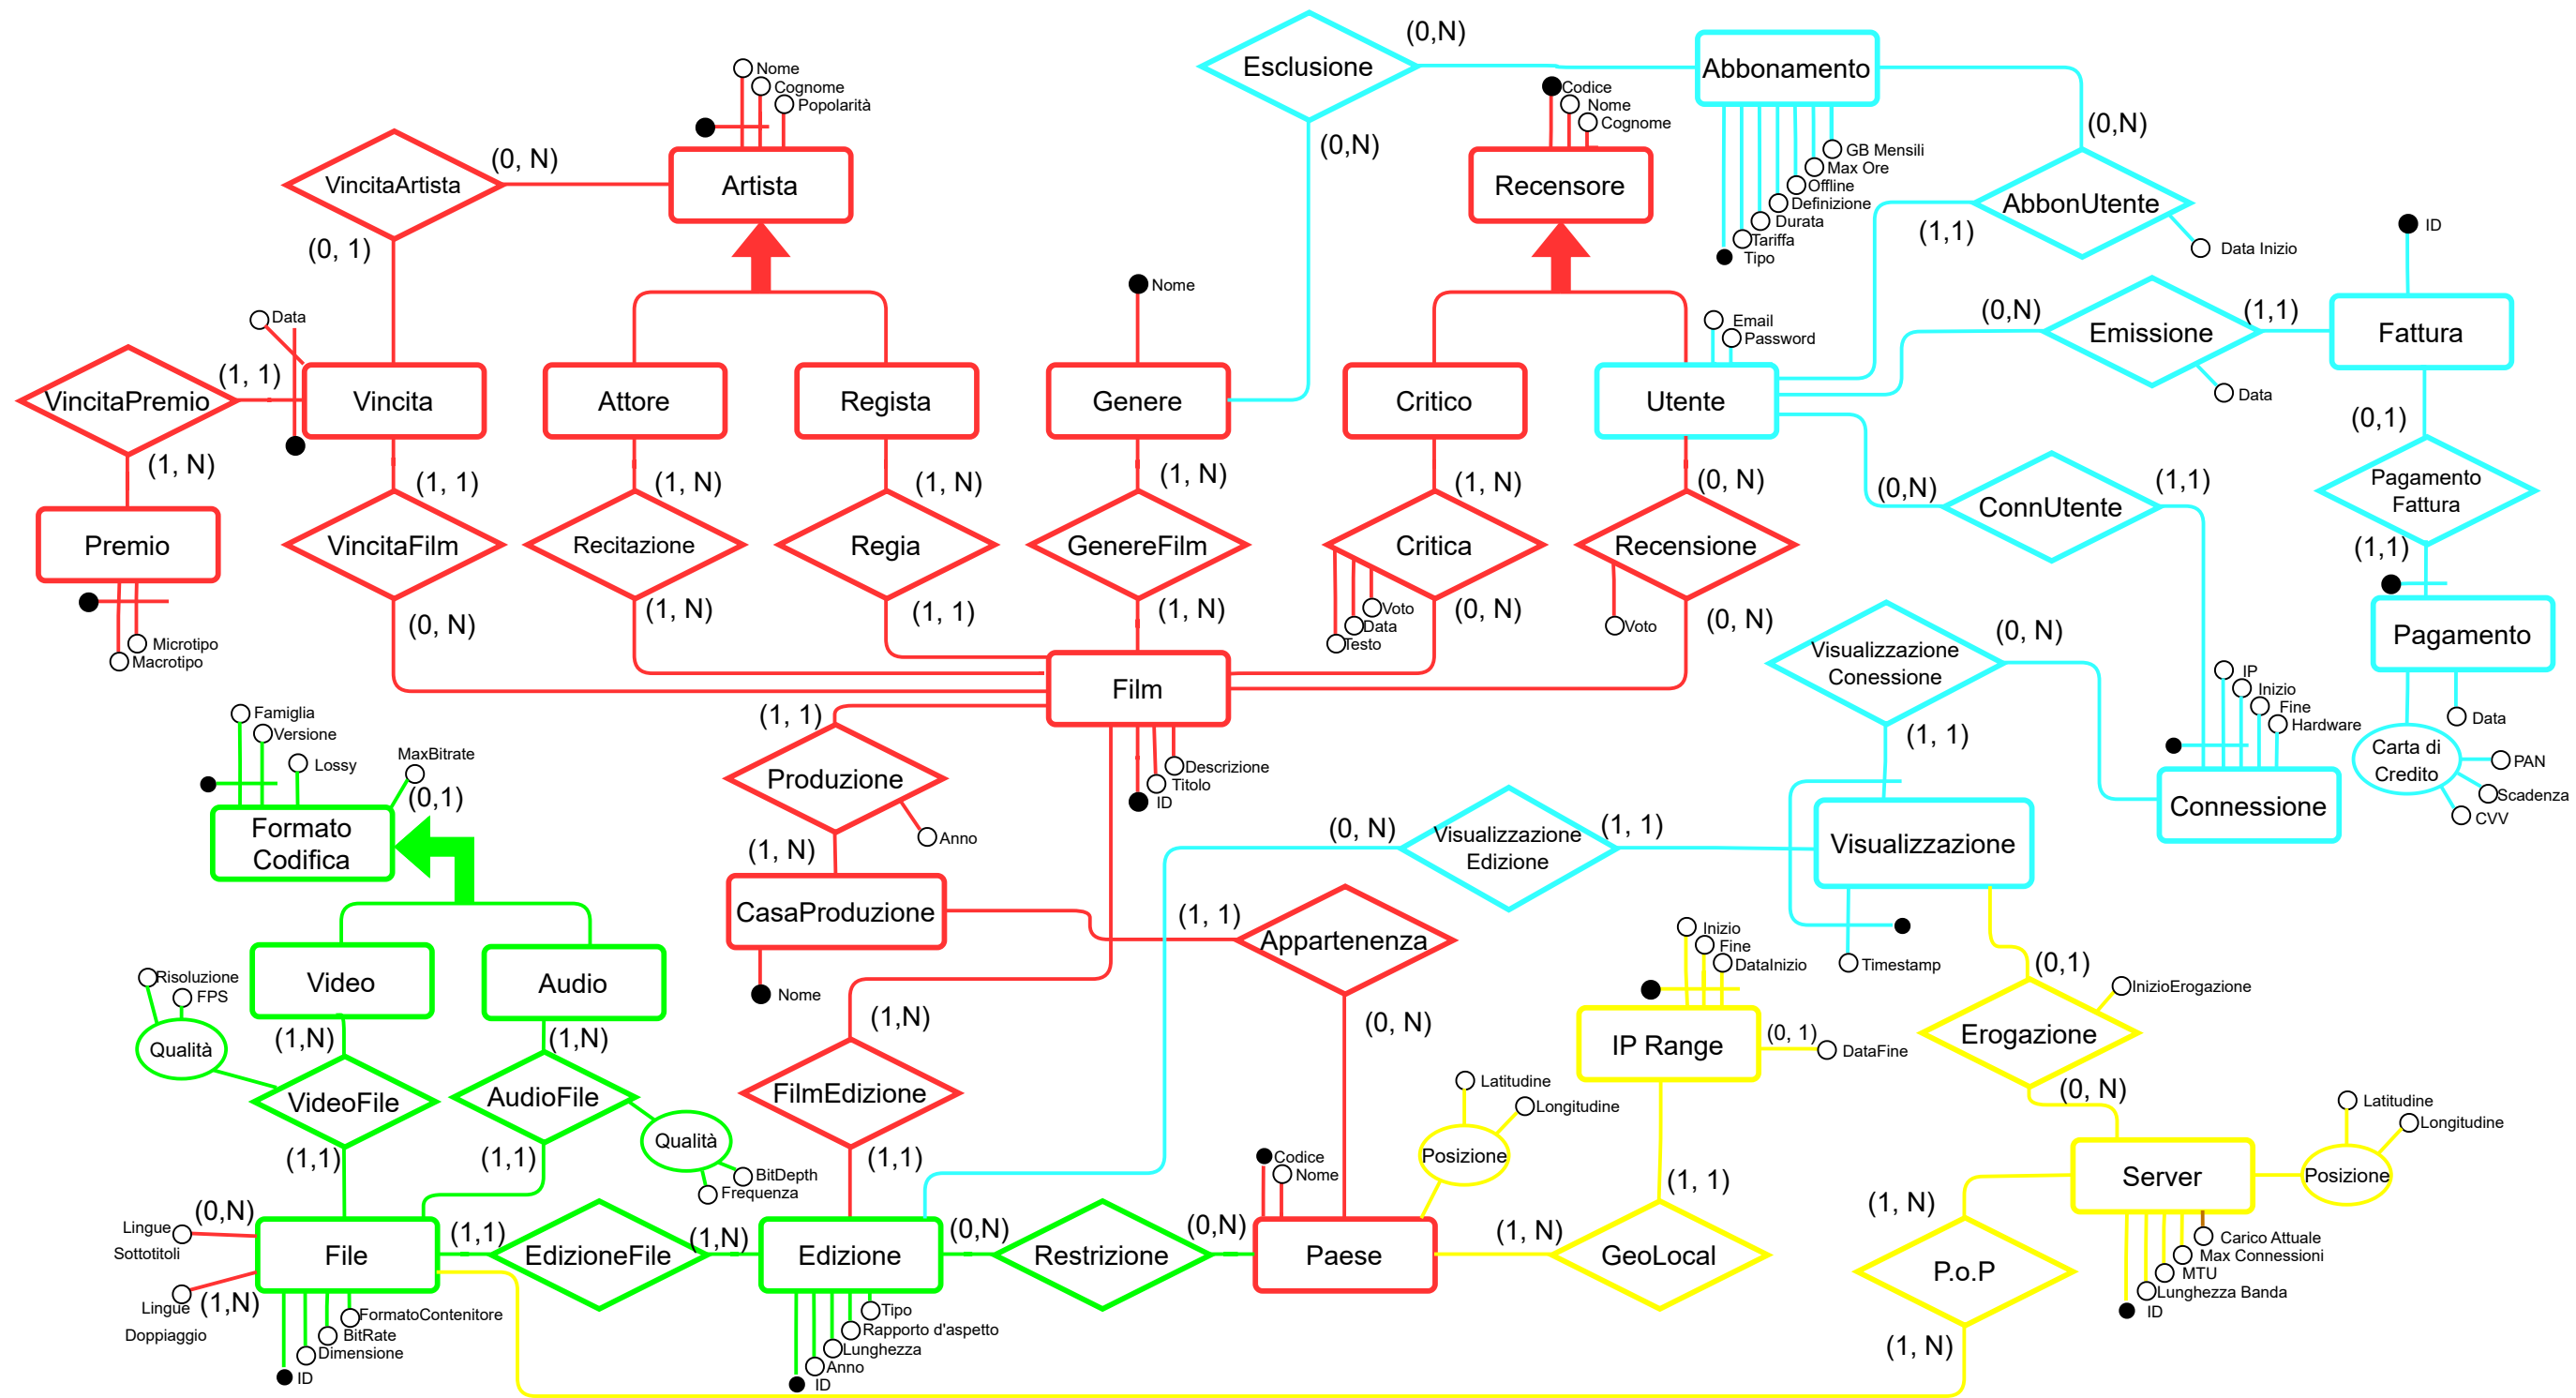 Esclusione
(0,N)
(0,N)
Abbonamento
GB Mensili
Max Ore
Offline
Definizione
Durata
Tariffa
Tipo
(0,N)
AbbonUtente
(1,1)
Data Inizio
Nome
Cognome
Popolarità
Artista
(0, N)
VincitaArtista
(0, 1)
Codice
Nome
Cognome
Recensore
ID
Fattura
(1,1)
Emissione
(0,N)
Data
Data
VincitaPremio
(1, 1)
Vincita
Attore
Regista
Nome
Genere
Critico
Email
Password
Utente
(0,1)
Pagamento
Fattura
(1,1)
(1, N)
Premio
Microtipo
Macrotipo
(1, 1)
VincitaFilm
(0, N)
(1, N)
Recitazione
(1, N)
(1, N)
Regia
(1, 1)
(1, N)
GenereFilm
(1, N)
(1, N)
Critica
(0, N)
Voto
Data
Testo
(0, N)
Recensione
(0, N)
Voto
(0,N)
ConnUtente
(1,1)
Pagamento
Data
Carta di
Credito
PAN
Scadenza
CVV
Film
Descrizione
Titolo
ID
Visualizzazione
Conessione
(0, N)
(1, 1)
IP
Inizio
Fine
Hardware
Connessione
Famiglia
Versione
Lossy
MaxBitrate
(0,1)
Formato
Codifica
(1, 1)
Produzione
Anno
(1, N)
CasaProduzione
Nome
(0, N)
Visualizzazione
Edizione
(1, 1)
Visualizzazione
Timestamp
(1, 1)
Appartenenza
(0, N)
Video
Audio
Risoluzione
FPS
Qualità
(1,N)
VideoFile
(1,1)
(1,N)
AudioFile
(1,1)
Qualità
BitDepth
Frequenza
(1,N)
FilmEdizione
(1,1)
Inizio
Fine
DataInizio
IP Range
(0, 1)
DataFine
(0,1)
InizioErogazione
Erogazione
(0, N)
Latitudine
Longitudine
Posizione
Codice
Nome
(1, 1)
Latitudine
Longitudine
Posizione
Server
Carico Attuale
Max Connessioni
MTU
Lunghezza Banda
ID
(0,N)
Lingue
Sottotitoli
Lingue
Doppiaggio
(1,N)
File
FormatoContenitore
BitRate
Dimensione
ID
(1,1)
EdizioneFile
(1,N)
Edizione
Tipo
Rapporto d'aspetto
Lunghezza
Anno
ID
(0,N)
Restrizione
(0,N)
Paese
(1, N)
GeoLocal
(1, N)
P.o.P
(1, N)